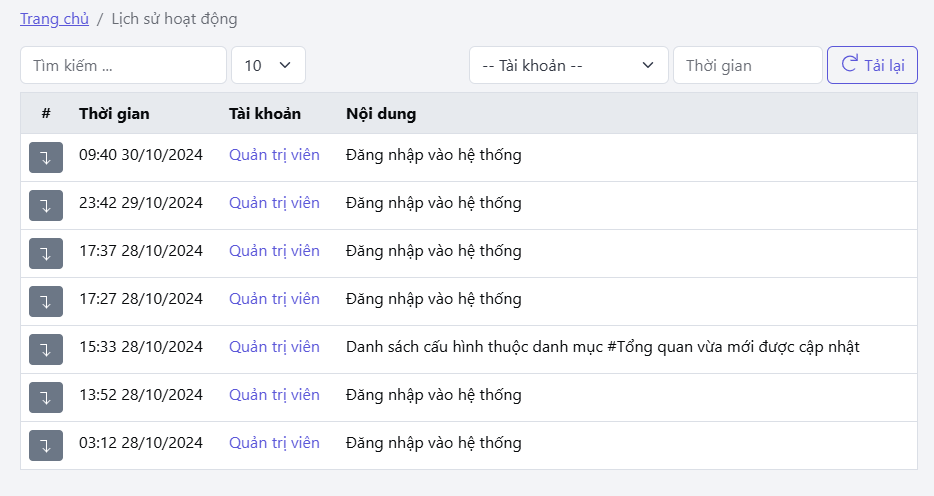 Trang chủ / Lịch sử hoạt động
Tìm kiếm ... 10 -- Tài khoản -- Thời gian Tải lại
# Thời gian Tài khoản Nội dung
09:40 30/10/2024 Quản trị viên Đăng nhập vào hệ thống
23:42 29/10/2024 Quản trị viên Đăng nhập vào hệ thống
17:37 28/10/2024 Quản trị viên Đăng nhập vào hệ thống
17:27 28/10/2024 Quản trị viên Đăng nhập vào hệ thống
15:33 28/10/2024 Quản trị viên Danh sách cấu hình thuộc danh mục #Tổng quan vừa mới được cập nhật
13:52 28/10/2024 Quản trị viên Đăng nhập vào hệ thống
03:12 28/10/2024 Quản trị viên Đăng nhập vào hệ thống